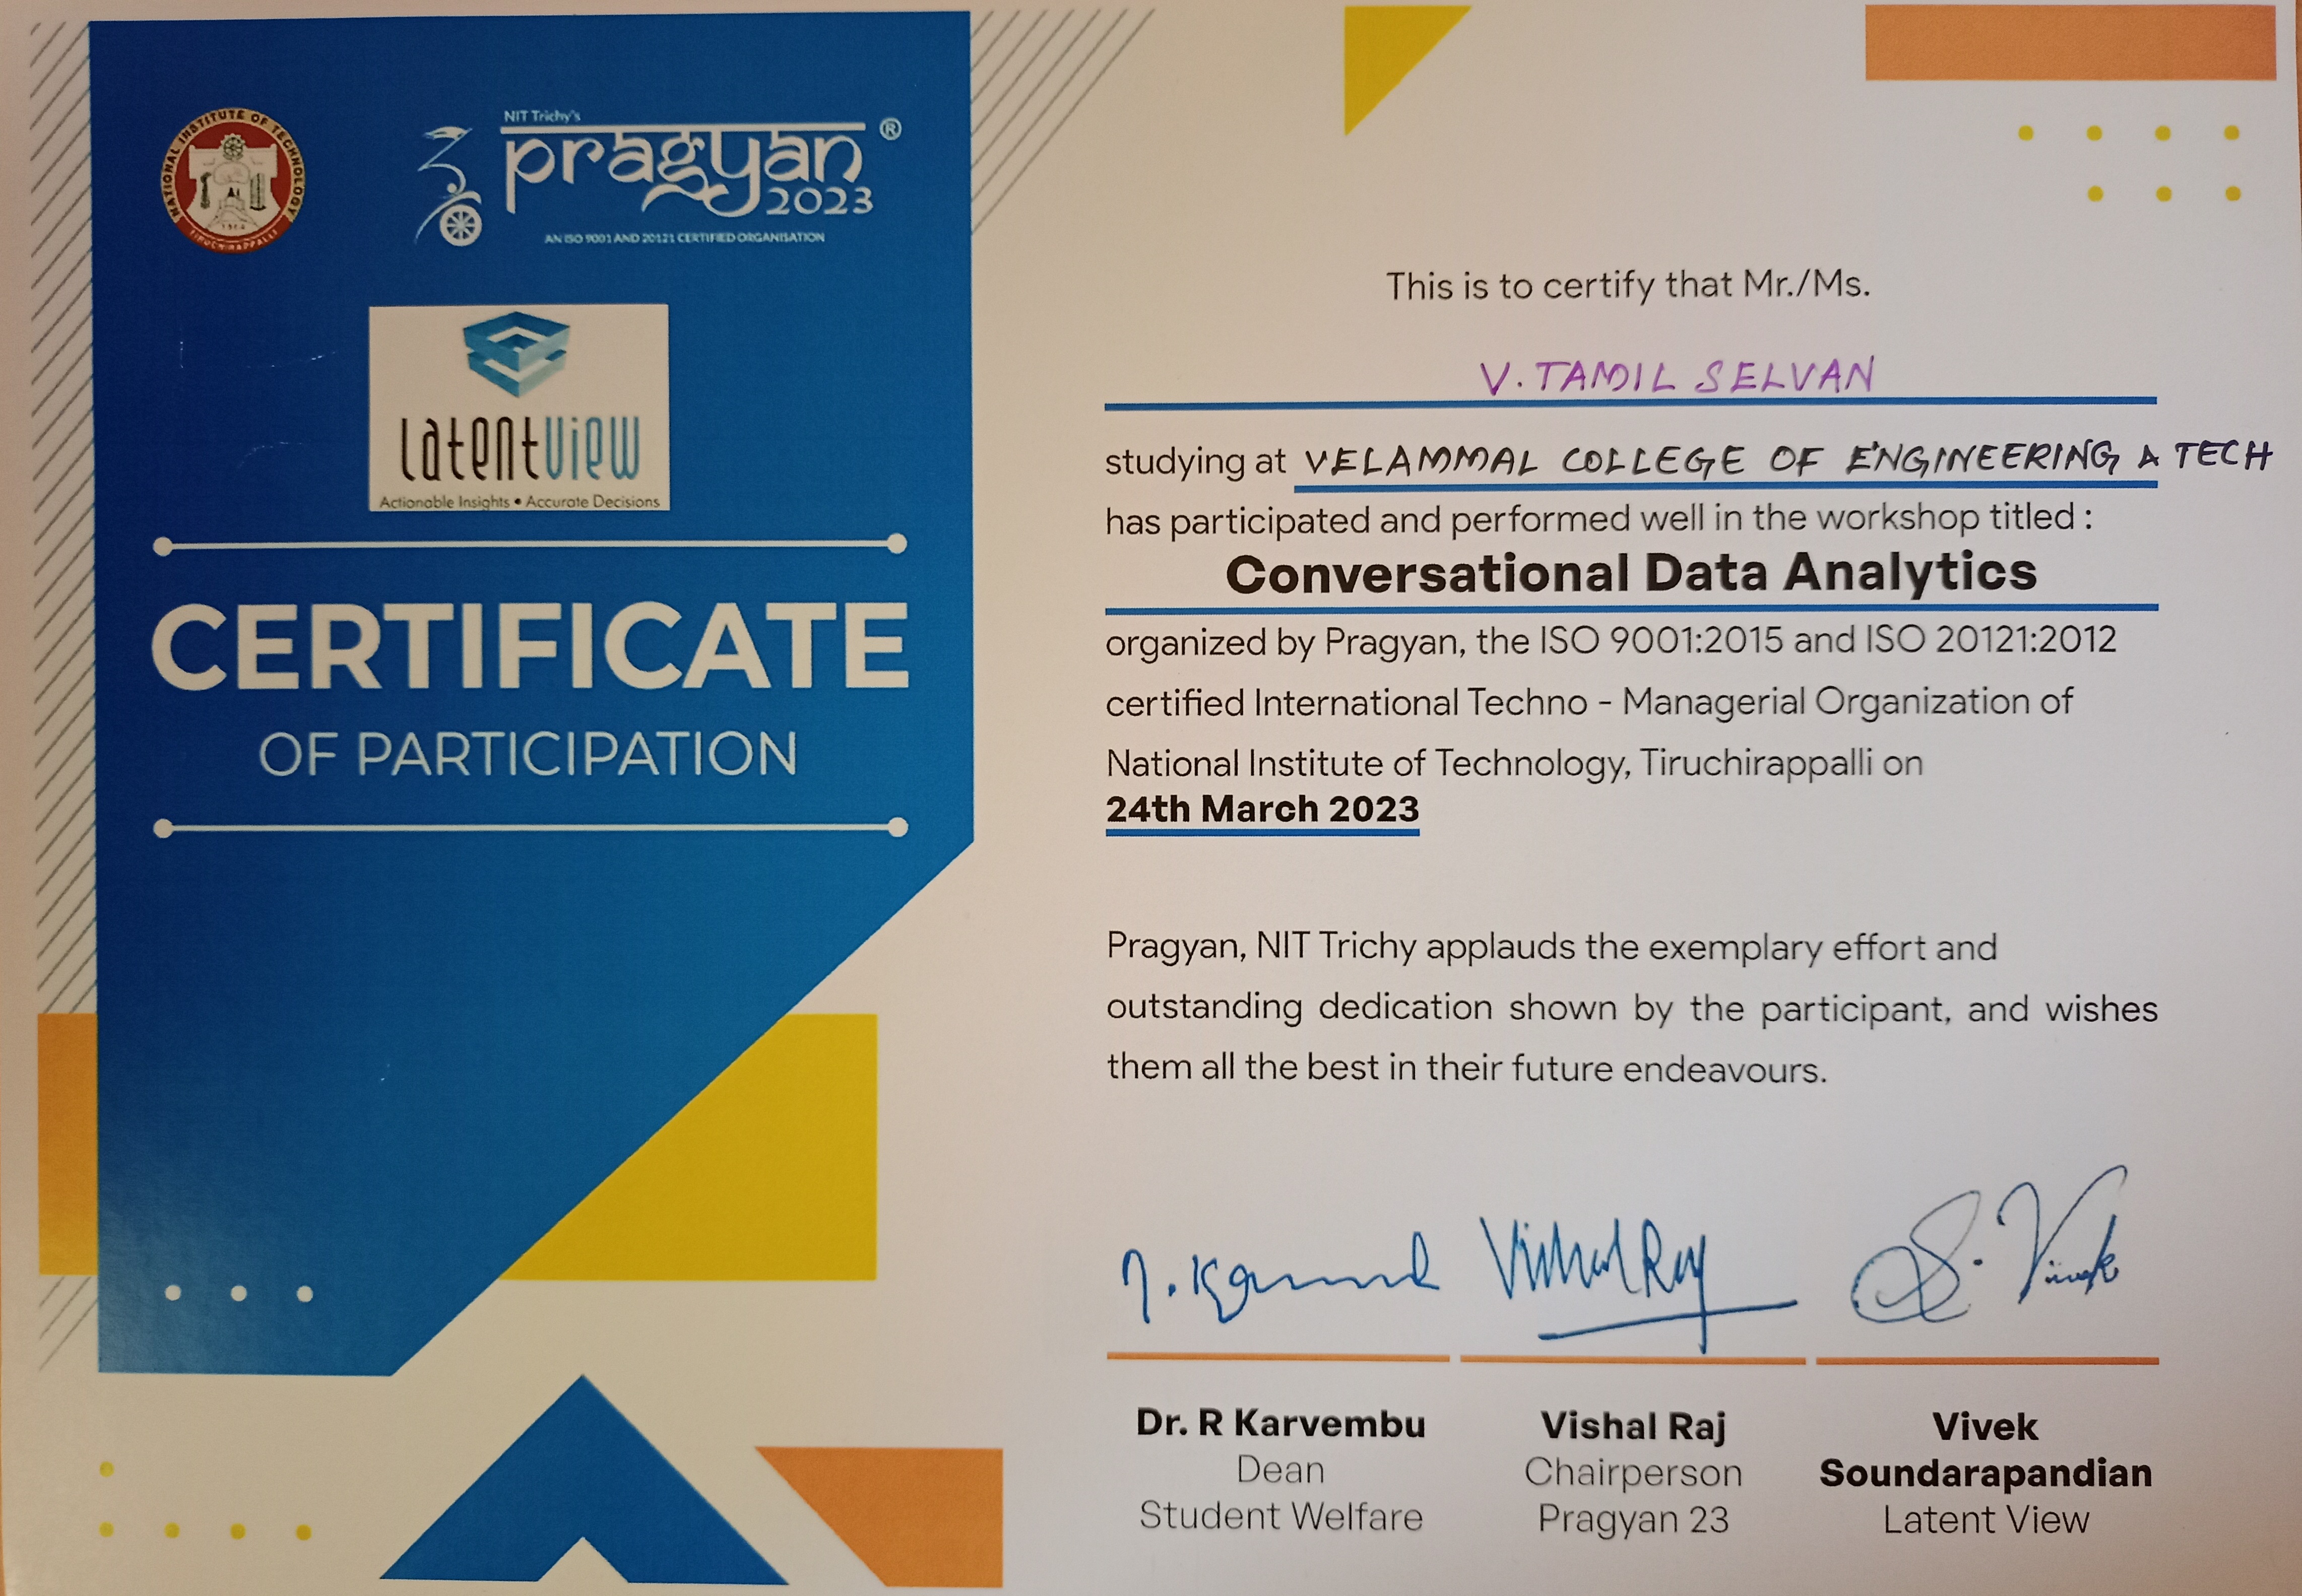 NATIONAL INSTITUTE OF TECHNOLOGY
TIRUCHIRAPPALLI
NIT Trichy's
pragyan ®
2023
AN ISO 9001 AND 20121 CERTIFIED ORGANISATION
LatentView
Actionable Insights • Accurate Decisions
CERTIFICATE
OF PARTICIPATION
This is to certify that Mr./Ms.
V. TAMIL SELVAN
studying at VELAMMAL COLLEGE OF ENGINEERING & TECH
has participated and performed well in the workshop titled :
Conversational Data Analytics
organized by Pragyan, the ISO 9001:2015 and ISO 20121:2012
certified International Techno - Managerial Organization of
National Institute of Technology, Tiruchirappalli on
24th March 2023
Pragyan, NIT Trichy applauds the exemplary effort and
outstanding dedication shown by the participant, and wishes
them all the best in their future endeavours.
Vishal Raj S. Vivek
Dr. R Karvembu
Dean
Student Welfare
Vishal Raj
Chairperson
Pragyan 23
Vivek
Soundarapandian
Latent View